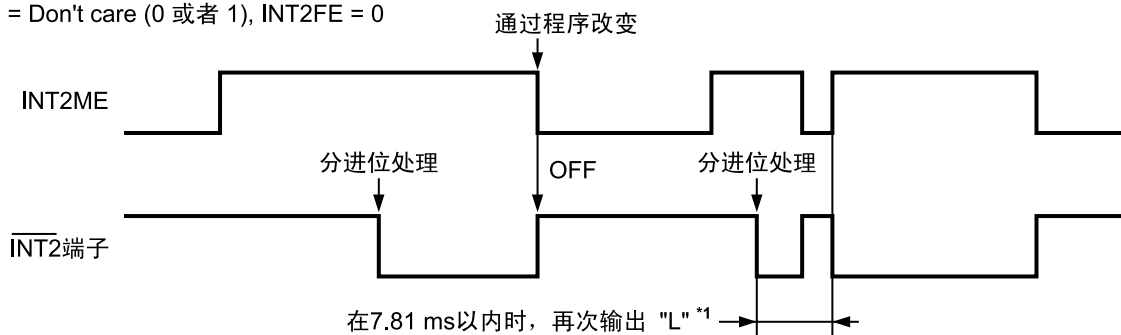 = Don't care (0 或者 1), INT2FE = 0
通过程序改变
INT2ME
分进位处理
OFF
分进位处理
INT2端子
在7.81 ms以内时，再次输出 "L" *1